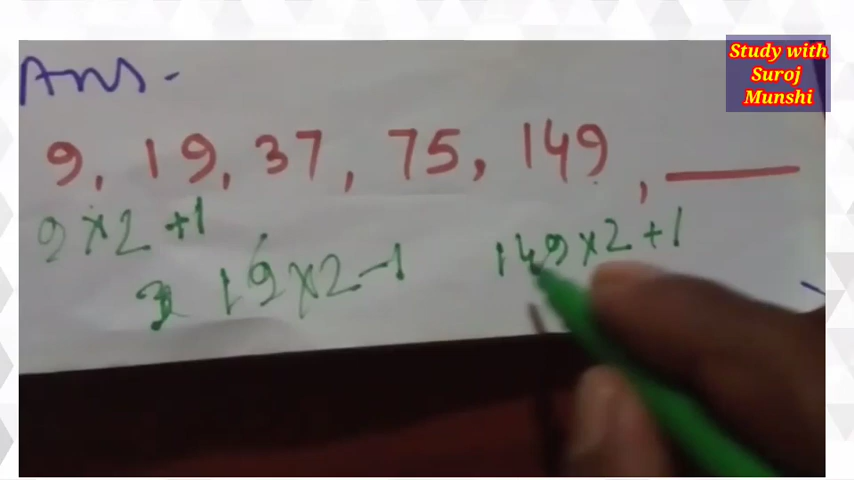 Study with
Suroj
Munshi
Ans.
9, 19, 37, 75, 149, ___
9×2+1
19×2-1
149×2+1